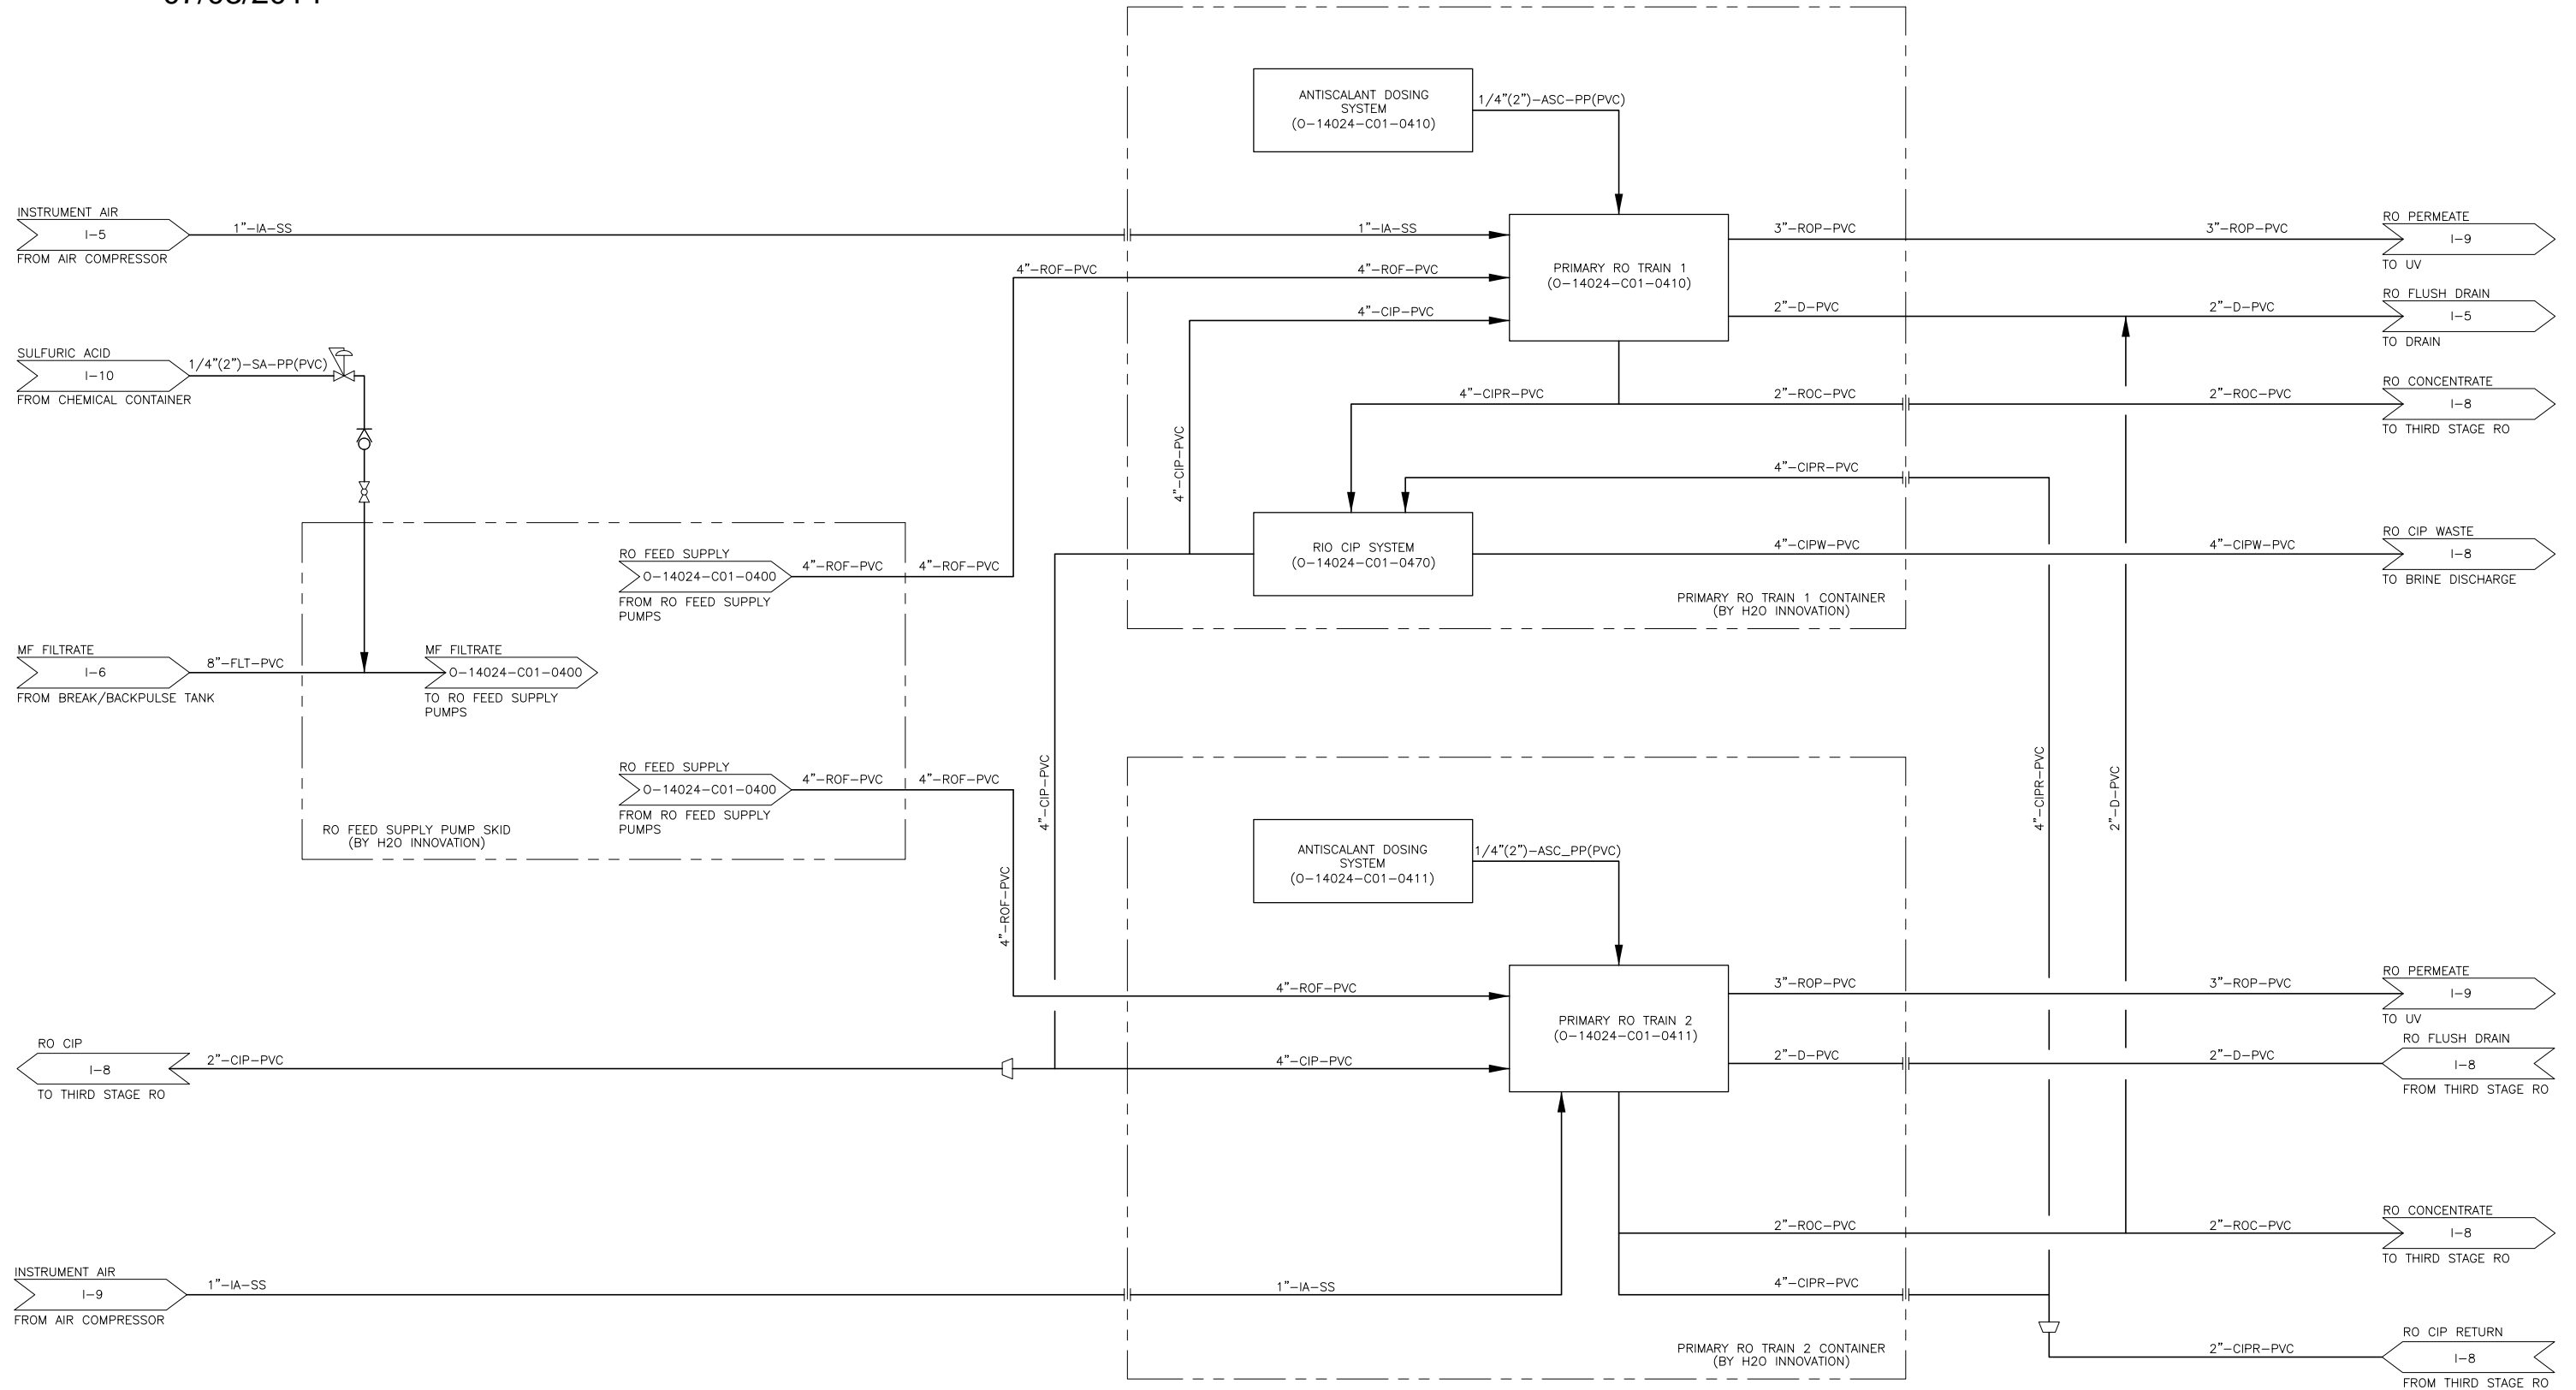 ANTISCALANT DOSING
SYSTEM
(O-14024-C01-0410)
1/4"(2")-ASC-PP(PVC)
INSTRUMENT AIR
I-5
FROM AIR COMPRESSOR
1"-IA-SS
1"-IA-SS
4"-ROF-PVC
4"-ROF-PVC
4"-CIP-PVC
PRIMARY RO TRAIN 1
(O-14024-C01-0410)
3"-ROP-PVC
3"-ROP-PVC
RO PERMEATE
I-9
TO UV
2"-D-PVC
2"-D-PVC
RO FLUSH DRAIN
I-5
TO DRAIN
SULFURIC ACID
I-10
FROM CHEMICAL CONTAINER
1/4"(2")-SA-PP(PVC)
4"-CIPR-PVC
2"-ROC-PVC
2"-ROC-PVC
RO CONCENTRATE
I-8
TO THIRD STAGE RO
4"-CIP-PVC
4"-CIPR-PVC
RIO CIP SYSTEM
(O-14024-C01-0470)
4"-CIPW-PVC
4"-CIPW-PVC
RO CIP WASTE
I-8
TO BRINE DISCHARGE
PRIMARY RO TRAIN 1 CONTAINER
(BY H2O INNOVATION)
RO FEED SUPPLY
O-14024-C01-0400
FROM RO FEED SUPPLY
PUMPS
4"-ROF-PVC
4"-ROF-PVC
MF FILTRATE
I-6
FROM BREAK/BACKPULSE TANK
8"-FLT-PVC
MF FILTRATE
O-14024-C01-0400
TO RO FEED SUPPLY
PUMPS
RO FEED SUPPLY
O-14024-C01-0400
FROM RO FEED SUPPLY
PUMPS
4"-ROF-PVC
4"-ROF-PVC
RO FEED SUPPLY PUMP SKID
(BY H2O INNOVATION)
4"-CIP-PVC
4"-ROF-PVC
4"-CIPR-PVC
2"-D-PVC
ANTISCALANT DOSING
SYSTEM
(O-14024-C01-0411)
1/4"(2")-ASC_PP(PVC)
4"-ROF-PVC
PRIMARY RO TRAIN 2
(O-14024-C01-0411)
3"-ROP-PVC
3"-ROP-PVC
RO PERMEATE
I-9
TO UV
RO CIP
I-8
TO THIRD STAGE RO
2"-CIP-PVC
4"-CIP-PVC
2"-D-PVC
2"-D-PVC
RO FLUSH DRAIN
I-8
FROM THIRD STAGE RO
2"-ROC-PVC
2"-ROC-PVC
RO CONCENTRATE
I-8
TO THIRD STAGE RO
INSTRUMENT AIR
I-9
FROM AIR COMPRESSOR
1"-IA-SS
1"-IA-SS
4"-CIPR-PVC
2"-CIPR-PVC
RO CIP RETURN
I-8
FROM THIRD STAGE RO
PRIMARY RO TRAIN 2 CONTAINER
(BY H2O INNOVATION)